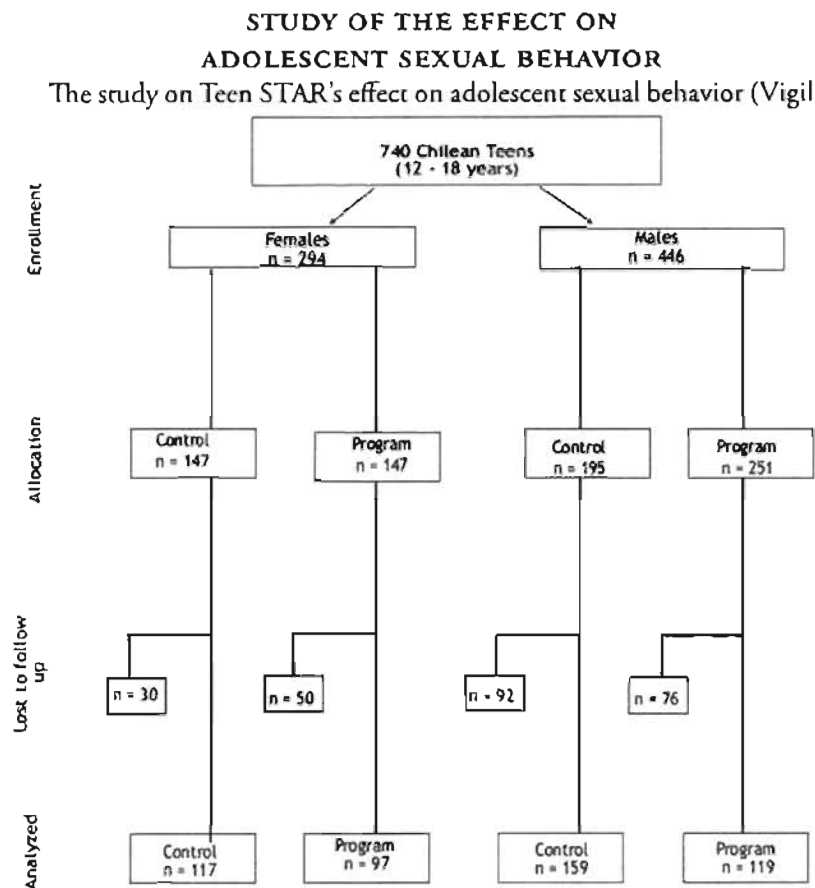 STUDY OF THE EFFECT ON
ADOLESCENT SEXUAL BEHAVIOR
The study on Teen STAR's effect on adolescent sexual behavior (Vigil
740 Chilean Teens
(12 - 18 years)
Enrollment
Females
n = 294
Males
n = 446
Allocation
Control
n = 147
Program
n = 147
Control
n = 195
Program
n = 251
Lost to follow
up
n = 30
n = 50
n = 92
n = 76
Analyzed
Control
n = 117
Program
n = 97
Control
n = 159
Program
n = 119